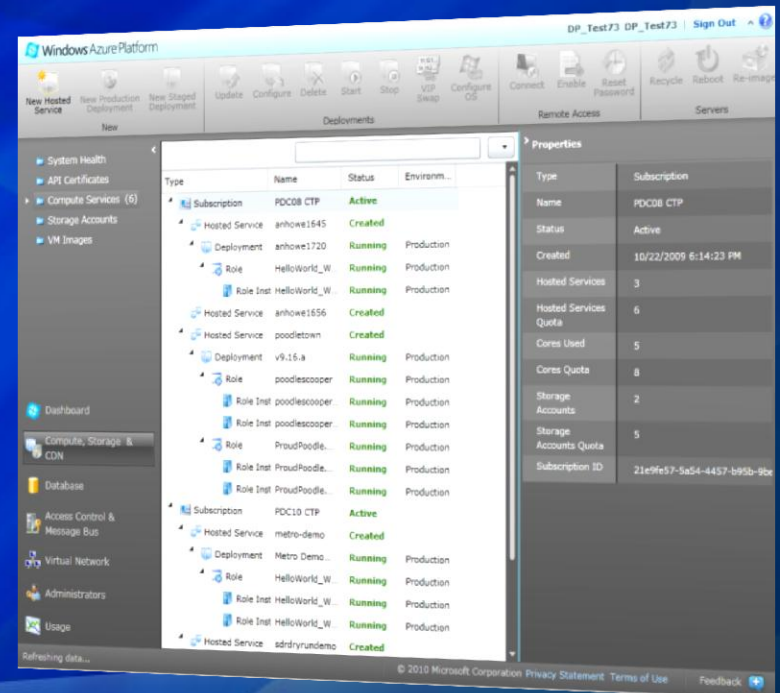 DP_Test73 DP_Test73 Sign Out
Windows Azure Platform
New Hosted Service
New Production Deployment
New Staged Deployment
Update
Configure
Delete
Start
Stop
VIP Swap
Configure OS
Connect
Enable
Reset Password
Recycle
Reboot
Re-image
New
Deployments
Remote Access
Servers
System Health
API Certificates
Compute Services (6)
Storage Accounts
VM Images
Dashboard
Compute, Storage & CDN
Database
Access Control & Message Bus
Virtual Network
Administrators
Usage
Refreshing data...
Type Name Status Environm...
Subscription PDC08 CTP Active
Hosted Service anhowe1645 Created
Deployment anhowe1720 Running Production
Role HelloWorld_W... Running Production
Role Inst HelloWorld_W... Running Production
Hosted Service anhowe1656 Created
Hosted Service poodletown Created
Deployment v9.16.a Running Production
Role poodlescooper Running Production
Role Inst poodlescooper... Running Production
Role Inst poodlescooper... Running Production
Role ProudPoodle... Running Production
Role Inst ProudPoodle... Running Production
Role Inst ProudPoodle... Running Production
Subscription PDC10 CTP Active
Hosted Service metro-demo Created
Deployment Metro Demo... Running Production
Role HelloWorld_W... Running Production
Role Inst HelloWorld_W... Running Production
Role Inst HelloWorld_W... Running Production
Hosted Service sdrdryrundemo Created
Properties
Type Subscription
Name PDC08 CTP
Status Active
Created 10/22/2009 6:14:23 PM
Hosted Services 3
Hosted Services Quota 6
Cores Used 5
Cores Quota 8
Storage Accounts 2
Storage Accounts Quota 5
Subscription ID 21e9fe57-5a54-4457-b95b-9b
© 2010 Microsoft Corporation Privacy Statement Terms of Use Feedback